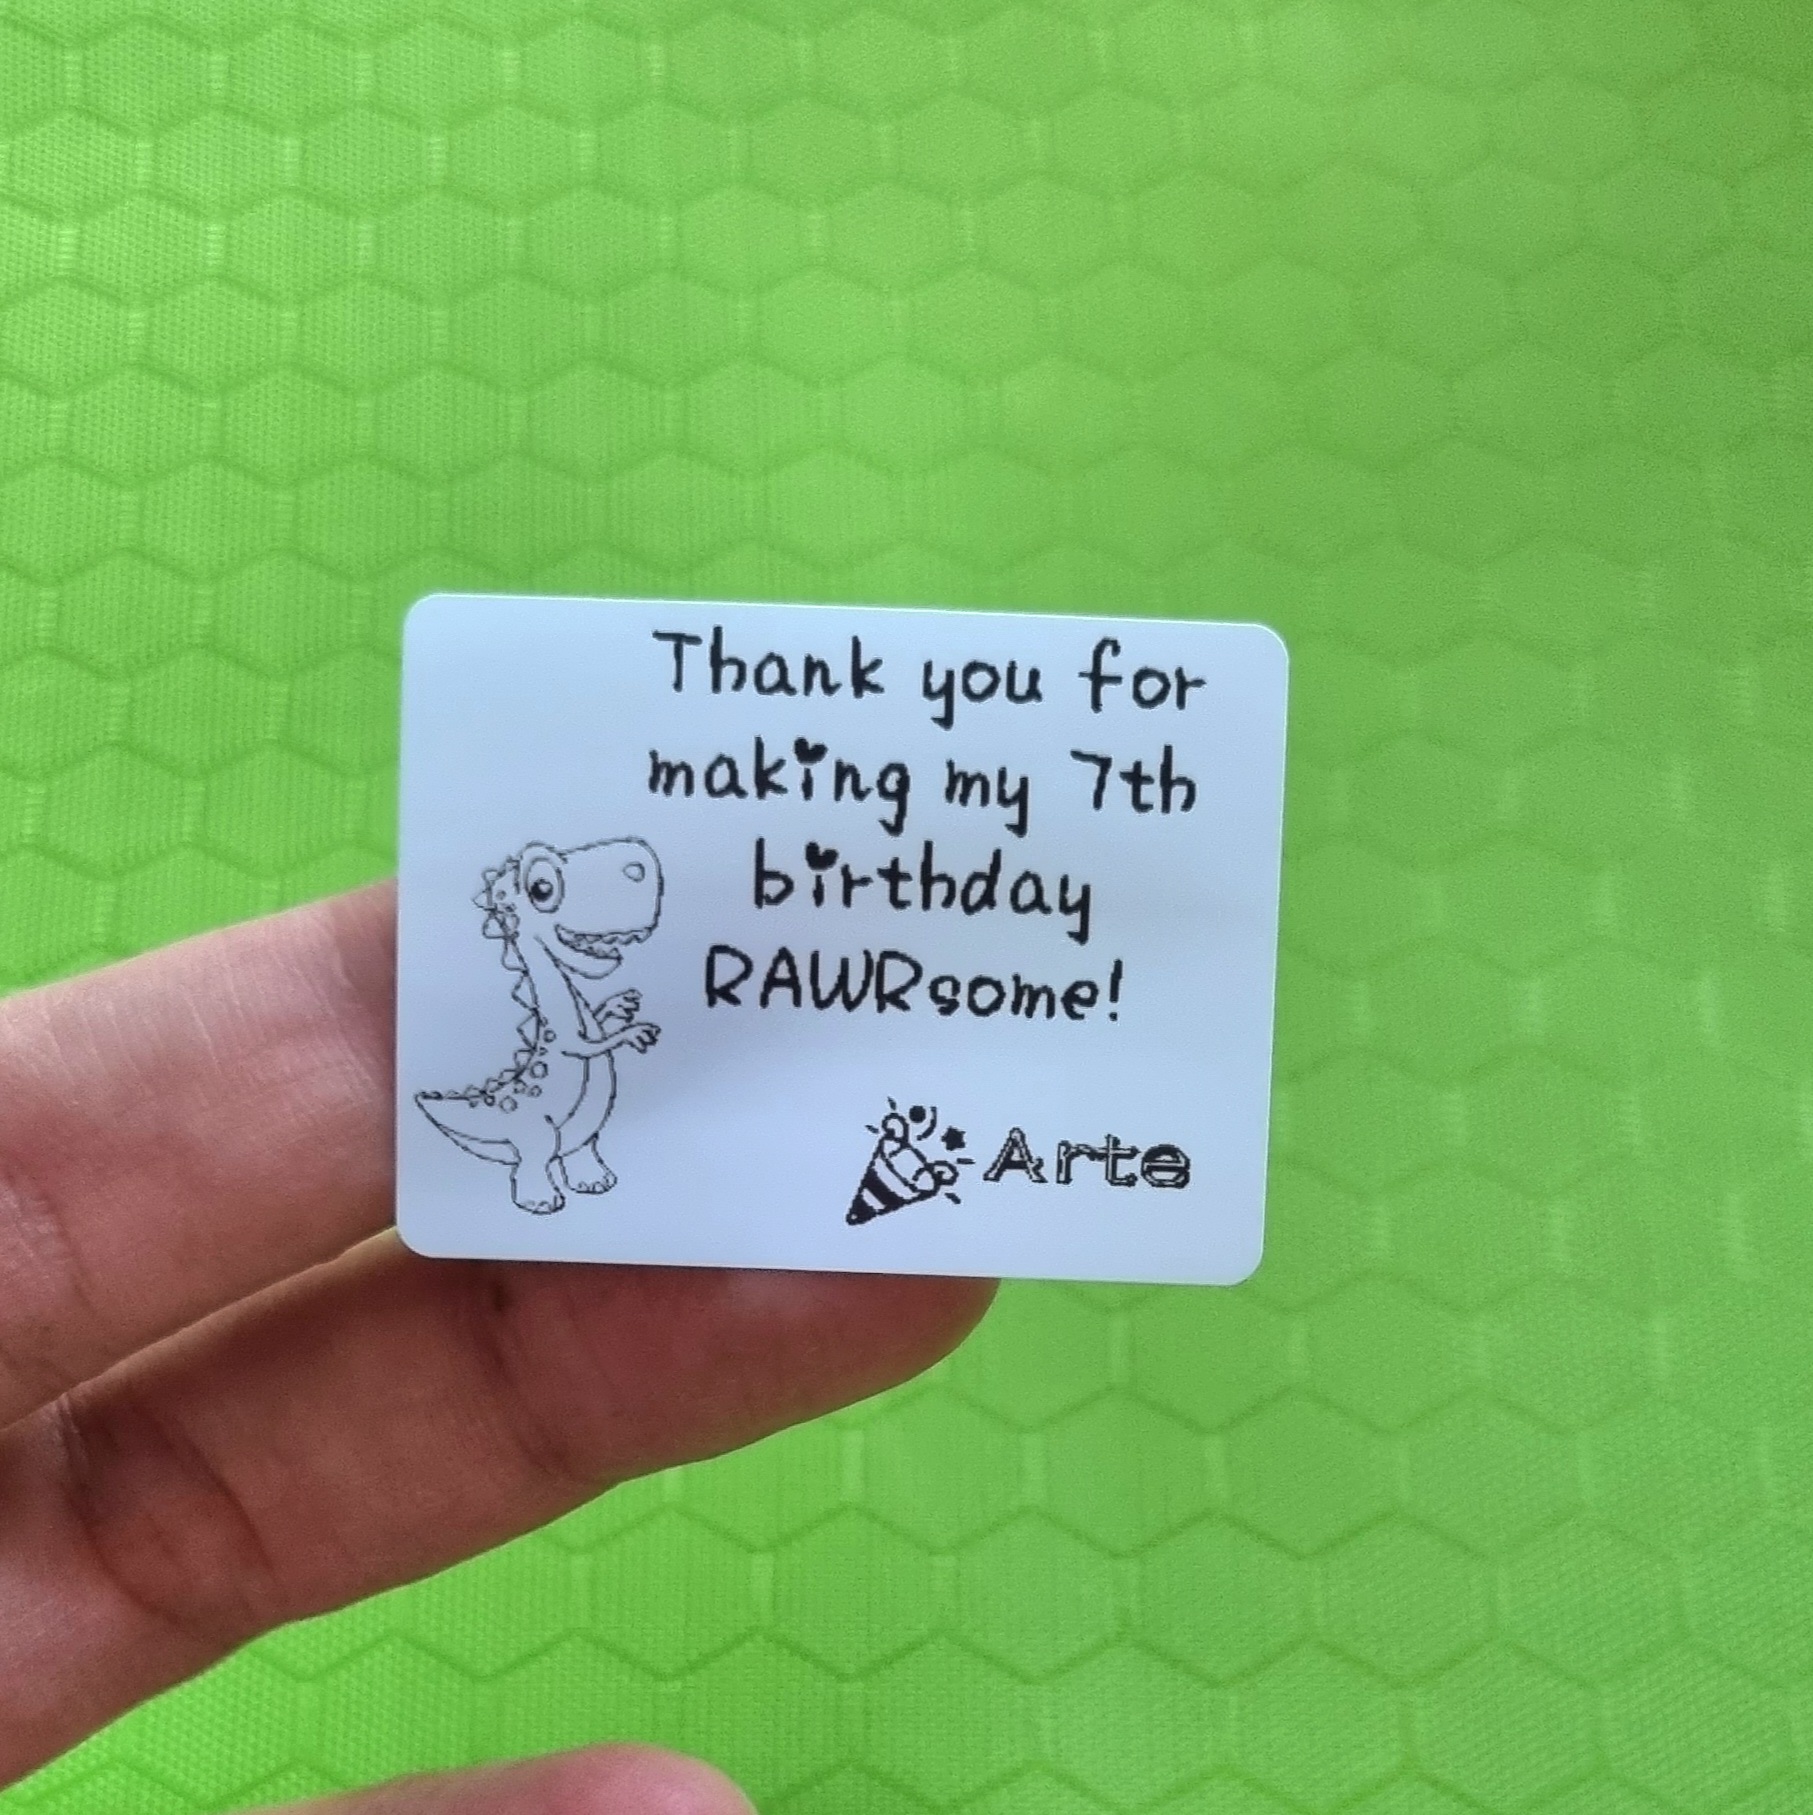 Thank you for
making my 7th
birthday
RAWRsome!
Arte